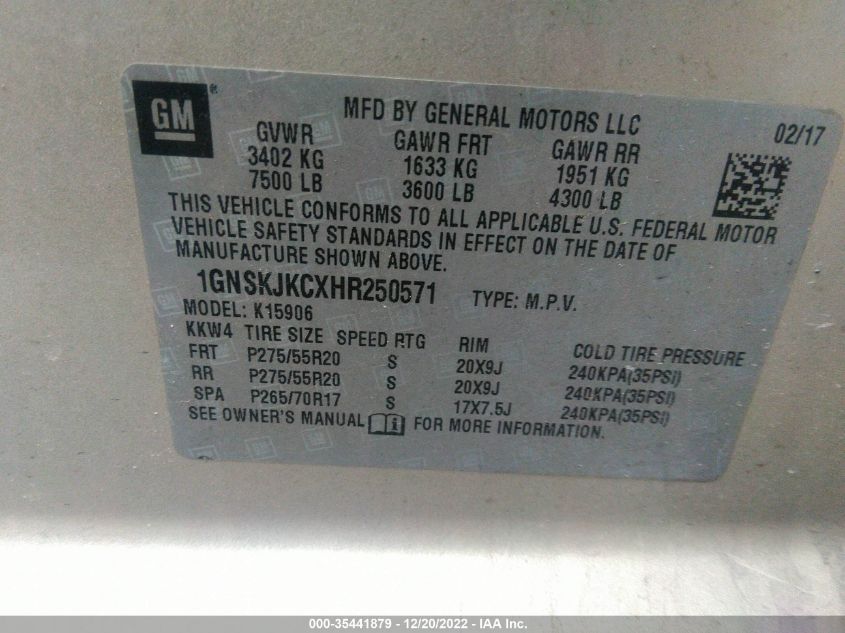 GM ®
MFD BY GENERAL MOTORS LLC
02/17
GVWR GAWR FRT GAWR RR
3402 KG 1633 KG 1951 KG
7500 LB 3600 LB 4300 LB
THIS VEHICLE CONFORMS TO ALL APPLICABLE U.S. FEDERAL MOTOR
VEHICLE SAFETY STANDARDS IN EFFECT ON THE DATE OF
MANUFACTURE SHOWN ABOVE.
1GNSKJKCXHR250571 TYPE: M.P.V.
MODEL: K15906
KKW4 TIRE SIZE SPEED RTG RIM COLD TIRE PRESSURE
FRT P275/55R20 S 20X9J 240KPA(35PSI)
RR P275/55R20 S 20X9J 240KPA(35PSI)
SPA P265/70R17 S 17X7.5J 240KPA(35PSI)
SEE OWNER'S MANUAL i FOR MORE INFORMATION.
000-35441879 / 12/20/2022 - IAA Inc.